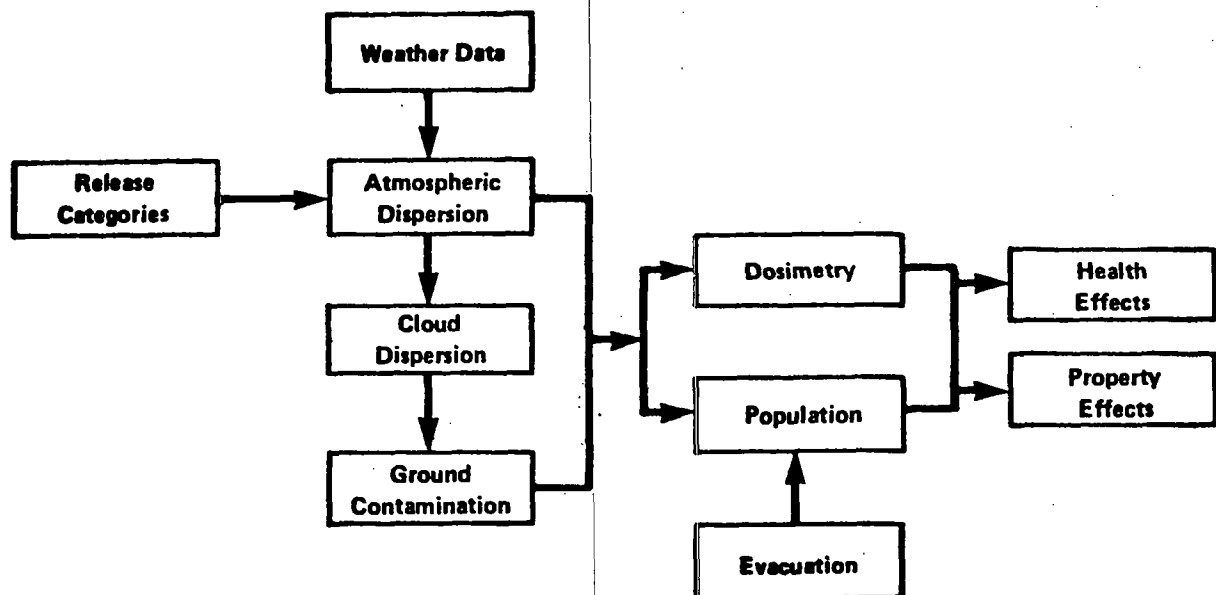 Weather Data
Release
Categories
Atmospheric
Dispersion
Cloud
Dispersion
Ground
Contamination
Dosimetry
Population
Evacuation
Health
Effects
Property
Effects